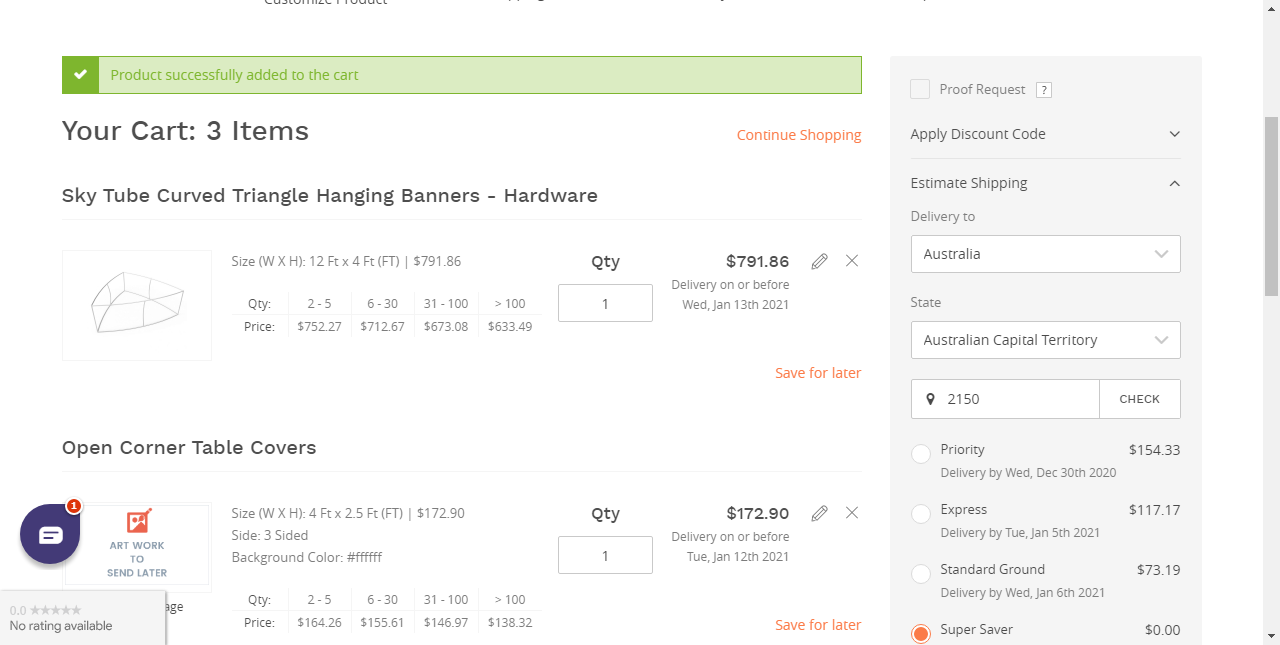 Customize Product
Product successfully added to the cart
Your Cart: 3 Items
Continue Shopping
Sky Tube Curved Triangle Hanging Banners - Hardware
Size (W X H): 12 Ft x 4 Ft (FT) | $791.86
Qty: 2 - 5 6 - 30 31 - 100 > 100
Price: $752.27 $712.67 $673.08 $633.49
Qty
1
$791.86
Delivery on or before
Wed, Jan 13th 2021
Save for later
Open Corner Table Covers
ART WORK
TO
SEND LATER
Size (W X H): 4 Ft x 2.5 Ft (FT) | $172.90
Side: 3 Sided
Background Color: #ffffff
Qty: 2 - 5 6 - 30 31 - 100 > 100
Price: $164.26 $155.61 $146.97 $138.32
Qty
1
$172.90
Delivery on or before
Tue, Jan 12th 2021
Save for later
1
0.0
No rating available
Proof Request ?
Apply Discount Code
Estimate Shipping
Delivery to
Australia
State
Australian Capital Territory
2150 CHECK
Priority $154.33
Delivery by Wed, Dec 30th 2020
Express $117.17
Delivery by Tue, Jan 5th 2021
Standard Ground $73.19
Delivery by Wed, Jan 6th 2021
Super Saver $0.00